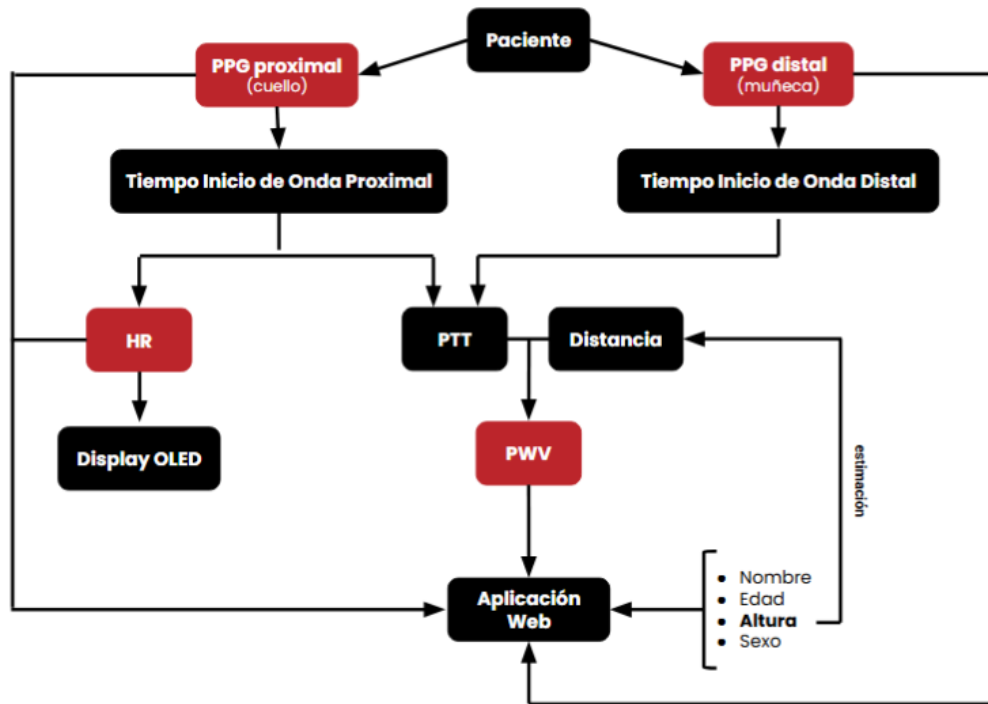 Paciente
PPG proximal
(cuello)
PPG distal
(muñeca)
Tiempo Inicio de Onda Proximal
Tiempo Inicio de Onda Distal
HR
PTT
Distancia
Display OLED
PWV
estimación
Aplicación
Web
• Nombre
• Edad
• Altura
• Sexo